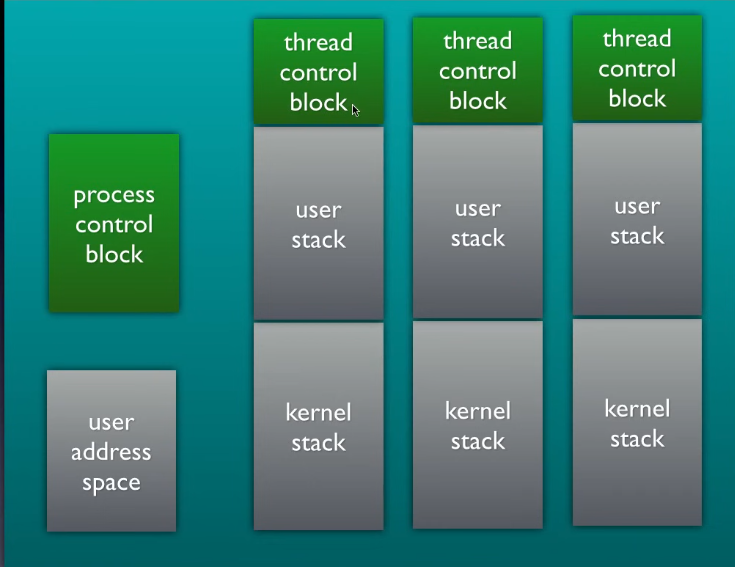 thread
control
block
thread
control
block
thread
control
block
process
control
block
user
stack
user
stack
user
stack
user
address
space
kernel
stack
kernel
stack
kernel
stack